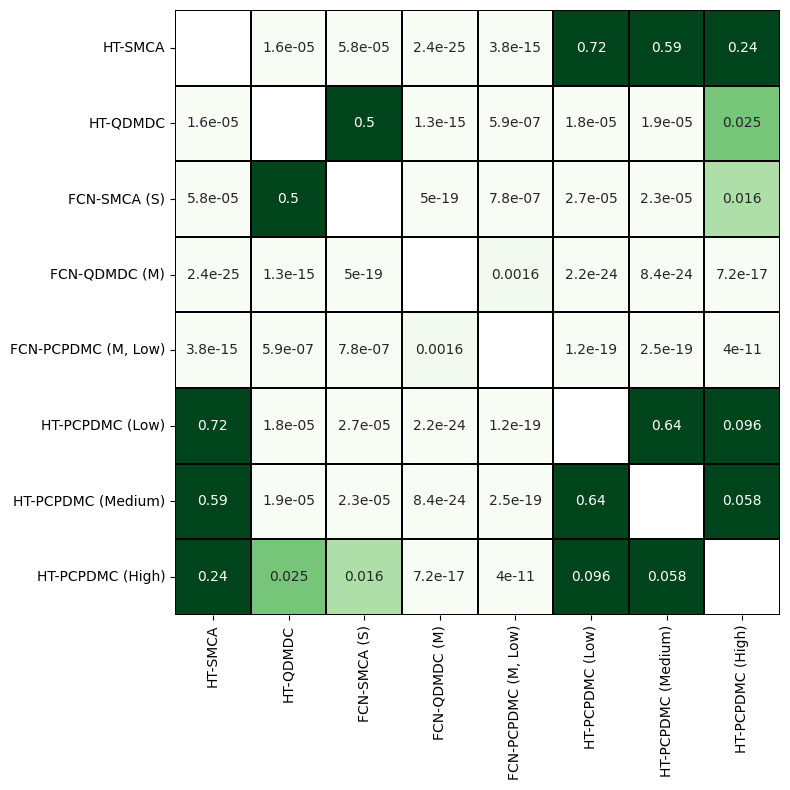 HT-SMCA 1.6e-05 5.8e-05 2.4e-25 3.8e-15 0.72 0.59 0.24
HT-QDMDC 1.6e-05 0.5 1.3e-15 5.9e-07 1.8e-05 1.9e-05 0.025
FCN-SMCA (S) 5.8e-05 0.5 5e-19 7.8e-07 2.7e-05 2.3e-05 0.016
FCN-QDMDC (M) 2.4e-25 1.3e-15 5e-19 0.0016 2.2e-24 8.4e-24 7.2e-17
FCN-PCPDMC (M, Low) 3.8e-15 5.9e-07 7.8e-07 0.0016 1.2e-19 2.5e-19 4e-11
HT-PCPDMC (Low) 0.72 1.8e-05 2.7e-05 2.2e-24 1.2e-19 0.64 0.096
HT-PCPDMC (Medium) 0.59 1.9e-05 2.3e-05 8.4e-24 2.5e-19 0.64 0.058
HT-PCPDMC (High) 0.24 0.025 0.016 7.2e-17 4e-11 0.096 0.058
HT-SMCA
HT-QDMDC
FCN-SMCA (S)
FCN-QDMDC (M)
FCN-PCPDMC (M, Low)
HT-PCPDMC (Low)
HT-PCPDMC (Medium)
HT-PCPDMC (High)